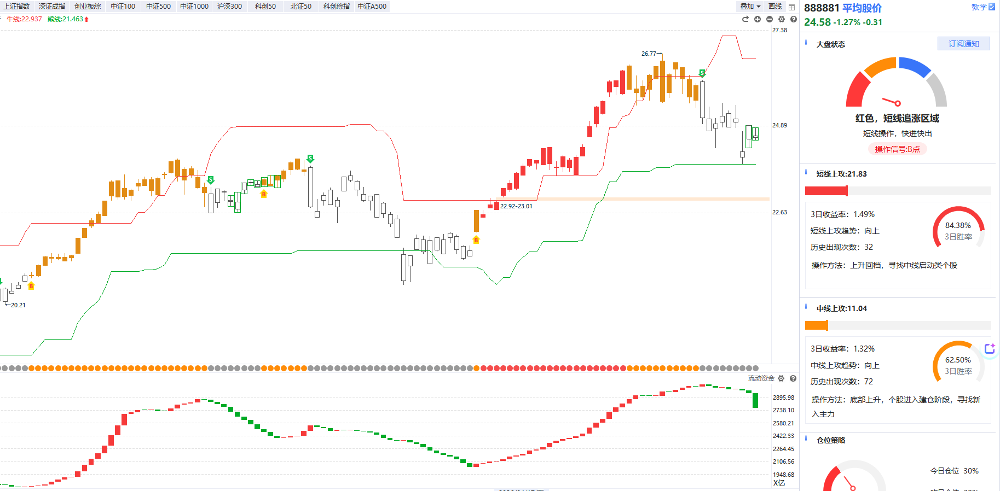 上证指数 深证成指 创业板综 中证100 中证500 中证1000 沪深300 科创50 北证50 科创综指 中证A500 叠加 画线
牛线:22.937 熊线:21.463
27.38
26.77
S
24.89
S
S
B
22.92-23.01
22.63
B
B
20.21
流动资金
2895.98
2738.10
2580.21
2422.33
2264.45
2106.56
1948.68
X亿
888881 平均股价 教学
24.58 -1.27% -0.31
大盘状态 订阅通知
红色，短线追涨区域
短线操作，快进快出
操作信号:B点
短线上攻:21.83
3日收益率：1.49%
短线上攻趋势：向上
历史出现次数：32
84.38%
3日胜率
操作方法：上升回档，寻找中线启动类个股
中线上攻:11.04
3日收益率：1.32%
中线上攻趋势：向上
历史出现次数：72
62.50%
3日胜率
操作方法：底部上升，个股进入建仓阶段，寻找新
入主力
仓位策略
今日仓位 30%